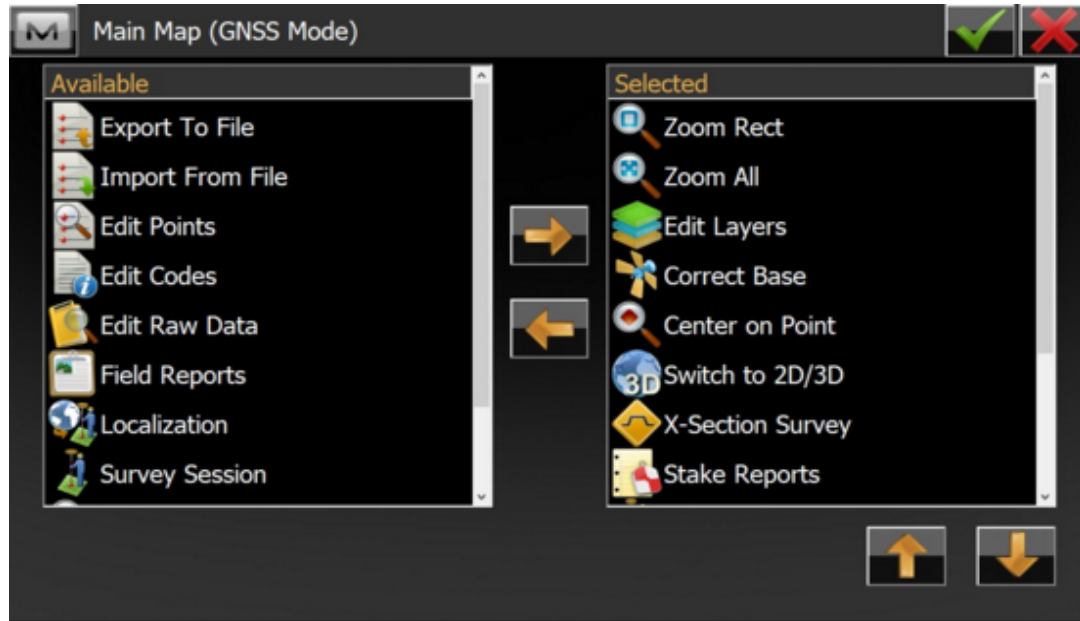 Main Map (GNSS Mode)
Available
Export To File
Import From File
Edit Points
Edit Codes
Edit Raw Data
Field Reports
Localization
Survey Session
Selected
Zoom Rect
Zoom All
Edit Layers
Correct Base
Center on Point
3D
Switch to 2D/3D
X-Section Survey
Stake Reports